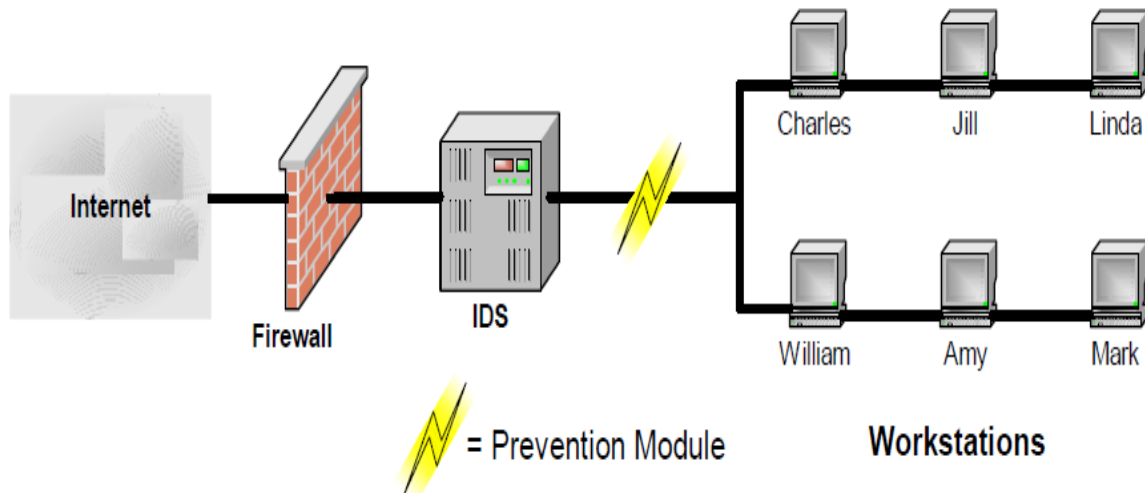 Charles
Jill
Linda
Internet
IDS
Firewall
William
Amy
Mark
= Prevention Module
Workstations